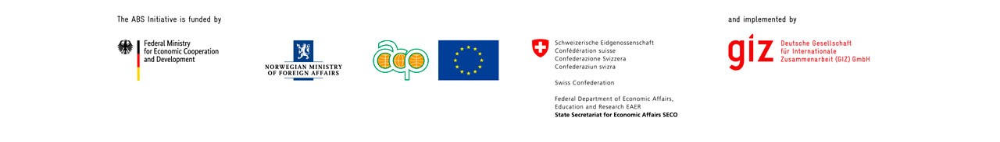 The ABS Initiative is funded by
Federal Ministry
for Economic Cooperation
and Development
NORWEGIAN MINISTRY
OF FOREIGN AFFAIRS
acp
Schweizerische Eidgenossenschaft
Confédération suisse
Confederazione Svizzera
Confederaziun svizra
Swiss Confederation
Federal Department of Economic Affairs,
Education and Research EAER
State Secretariat for Economic Affairs SECO
and implemented by
giz
Deutsche Gesellschaft
für Internationale
Zusammenarbeit (GIZ) GmbH